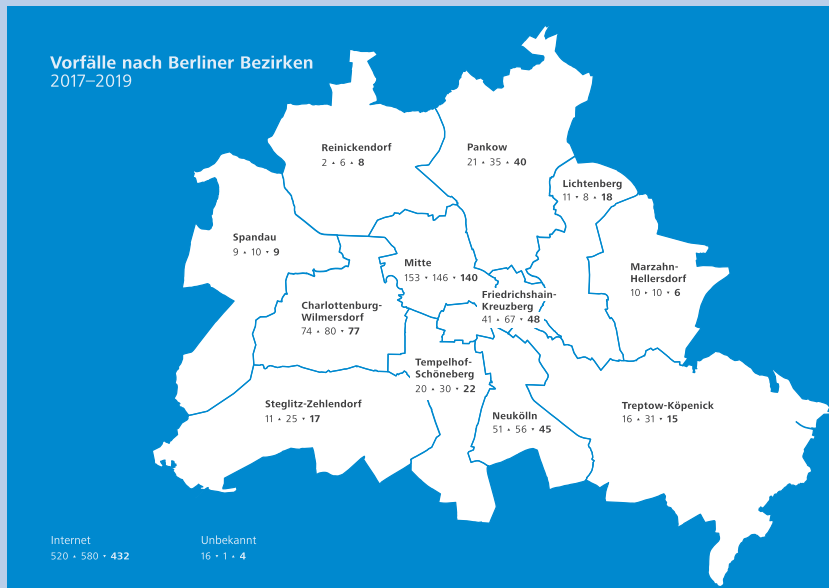 Vorfälle nach Berliner Bezirken
2017–2019
Reinickendorf
2 • 6 • 8
Pankow
21 • 35 • 40
Lichtenberg
11 • 8 • 18
Spandau
9 • 10 • 9
Mitte
153 • 146 • 140
Marzahn-
Hellersdorf
10 • 10 • 6
Charlottenburg-
Wilmersdorf
74 • 80 • 77
Friedrichshain-
Kreuzberg
41 • 67 • 48
Tempelhof-
Schöneberg
20 • 30 • 22
Steglitz-Zehlendorf
11 • 25 • 17
Neukölln
51 • 56 • 45
Treptow-Köpenick
16 • 31 • 15
Internet
520 • 580 • 432
Unbekannt
16 • 1 • 4